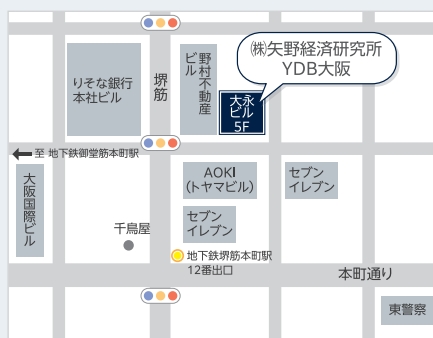 ㈱矢野経済研究所
YDB大阪
りそな銀行
本社ビル
堺筋
野村不動産
ビル
大永
ビル
5F
至 地下鉄御堂筋本町駅
大阪国際ビル
AOKI
(トヤマビル)
セブン
イレブン
セブン
イレブン
千鳥屋
地下鉄堺筋本町駅
12番出口
本町通り
東警察